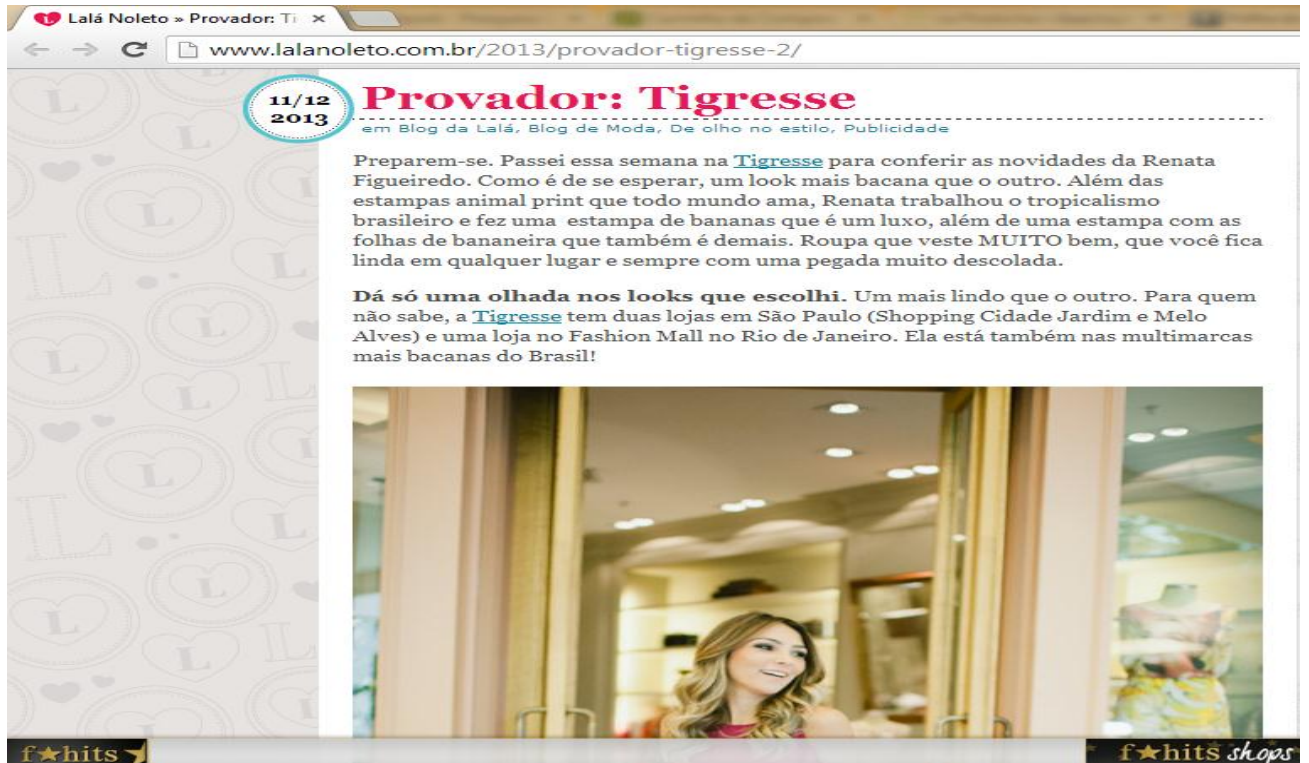 Lalá Noleto » Provador: Ti
www.lalanoleto.com.br/2013/provador-tigresse-2/
11/12
2013
Provador: Tigresse
em Blog da Lalá, Blog de Moda, De olho no estilo, Publicidade
Preparem-se. Passei essa semana na Tigresse para conferir as novidades da Renata
Figueiredo. Como é de se esperar, um look mais bacana que o outro. Além das
estampas animal print que todo mundo ama, Renata trabalhou o tropicalismo
brasileiro e fez uma estampa de bananas que é um luxo, além de uma estampa com as
folhas de bananeira que também é demais. Roupa que veste MUITO bem, que você fica
linda em qualquer lugar e sempre com uma pegada muito descolada.
Dá só uma olhada nos looks que escolhi. Um mais lindo que o outro. Para quem
não sabe, a Tigresse tem duas lojas em São Paulo (Shopping Cidade Jardim e Melo
Alves) e uma loja no Fashion Mall no Rio de Janeiro. Ela está também nas multimarcas
mais bacanas do Brasil!
f★hits
f★hits shops